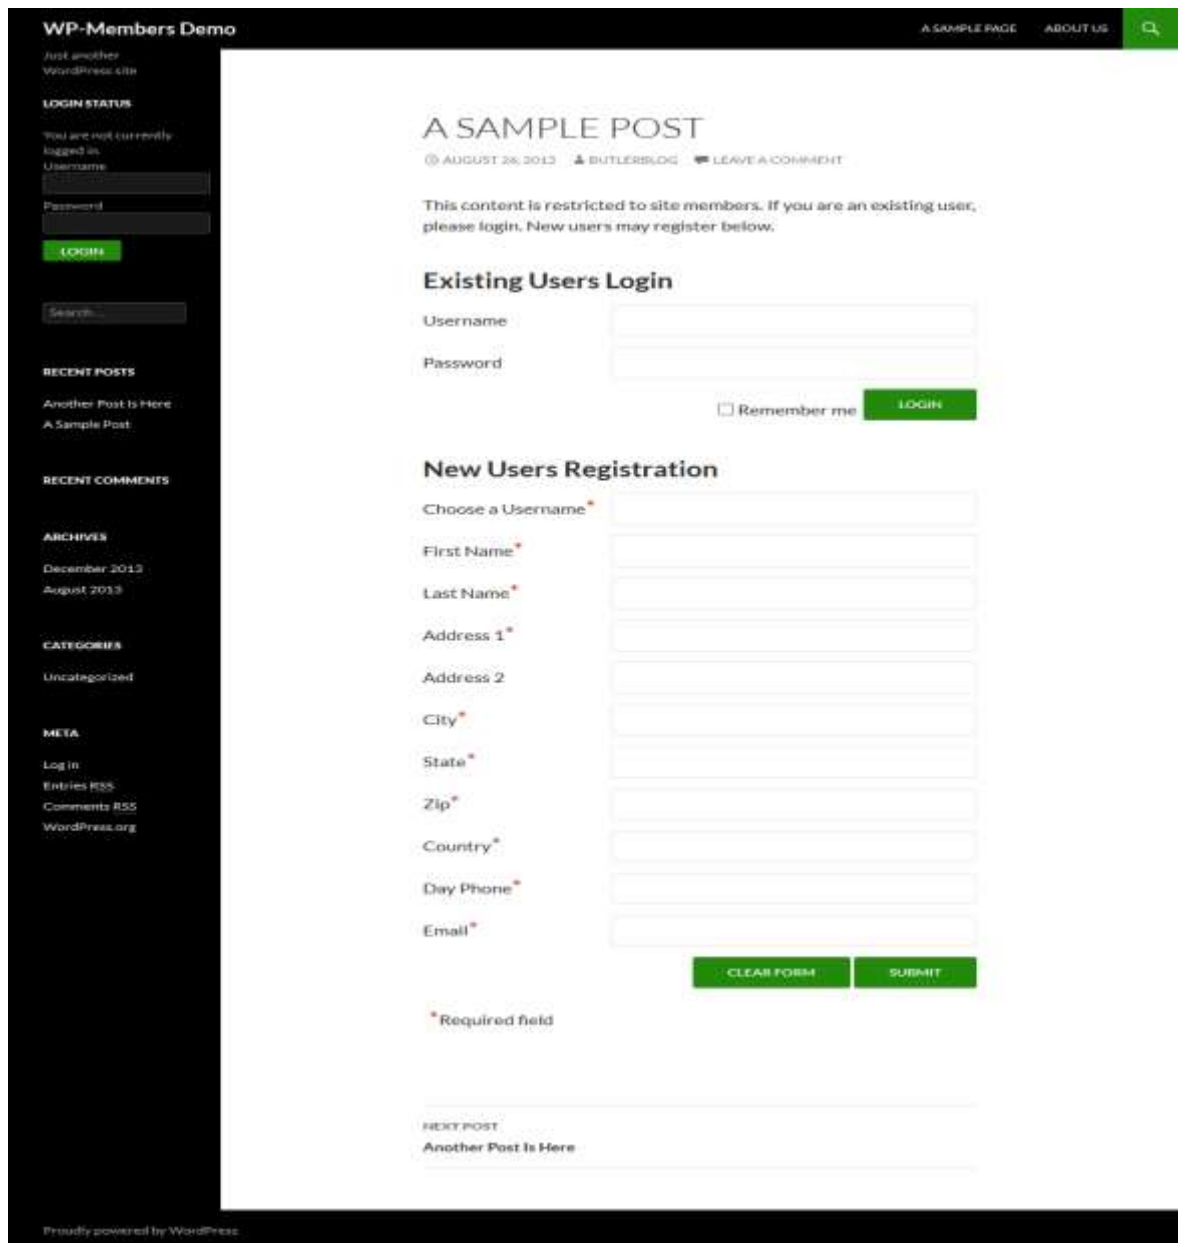 WP-Members Demo
A SAMPLE PAGE
ABOUT US
Just another
WordPress site
LOGIN STATUS
You are not currently
logged in.
Username
Password
LOGIN
Search ...
RECENT POSTS
Another Post Is Here
A Sample Post
RECENT COMMENTS
ARCHIVES
December 2013
August 2013
CATEGORIES
Uncategorized
META
Log in
Entries RSS
Comments RSS
WordPress.org
A SAMPLE POST
AUGUST 26, 2013 BUTLERBLOG LEAVE A COMMENT
This content is restricted to site members. If you are an existing user,
please login. New users may register below.
Existing Users Login
Username
Password
Remember me LOGIN
New Users Registration
Choose a Username*
First Name*
Last Name*
Address 1*
Address 2
City*
State*
Zip*
Country*
Day Phone*
Email*
CLEAR FORM SUBMIT
*Required field
NEXT POST
Another Post Is Here
Proudly powered by WordPress